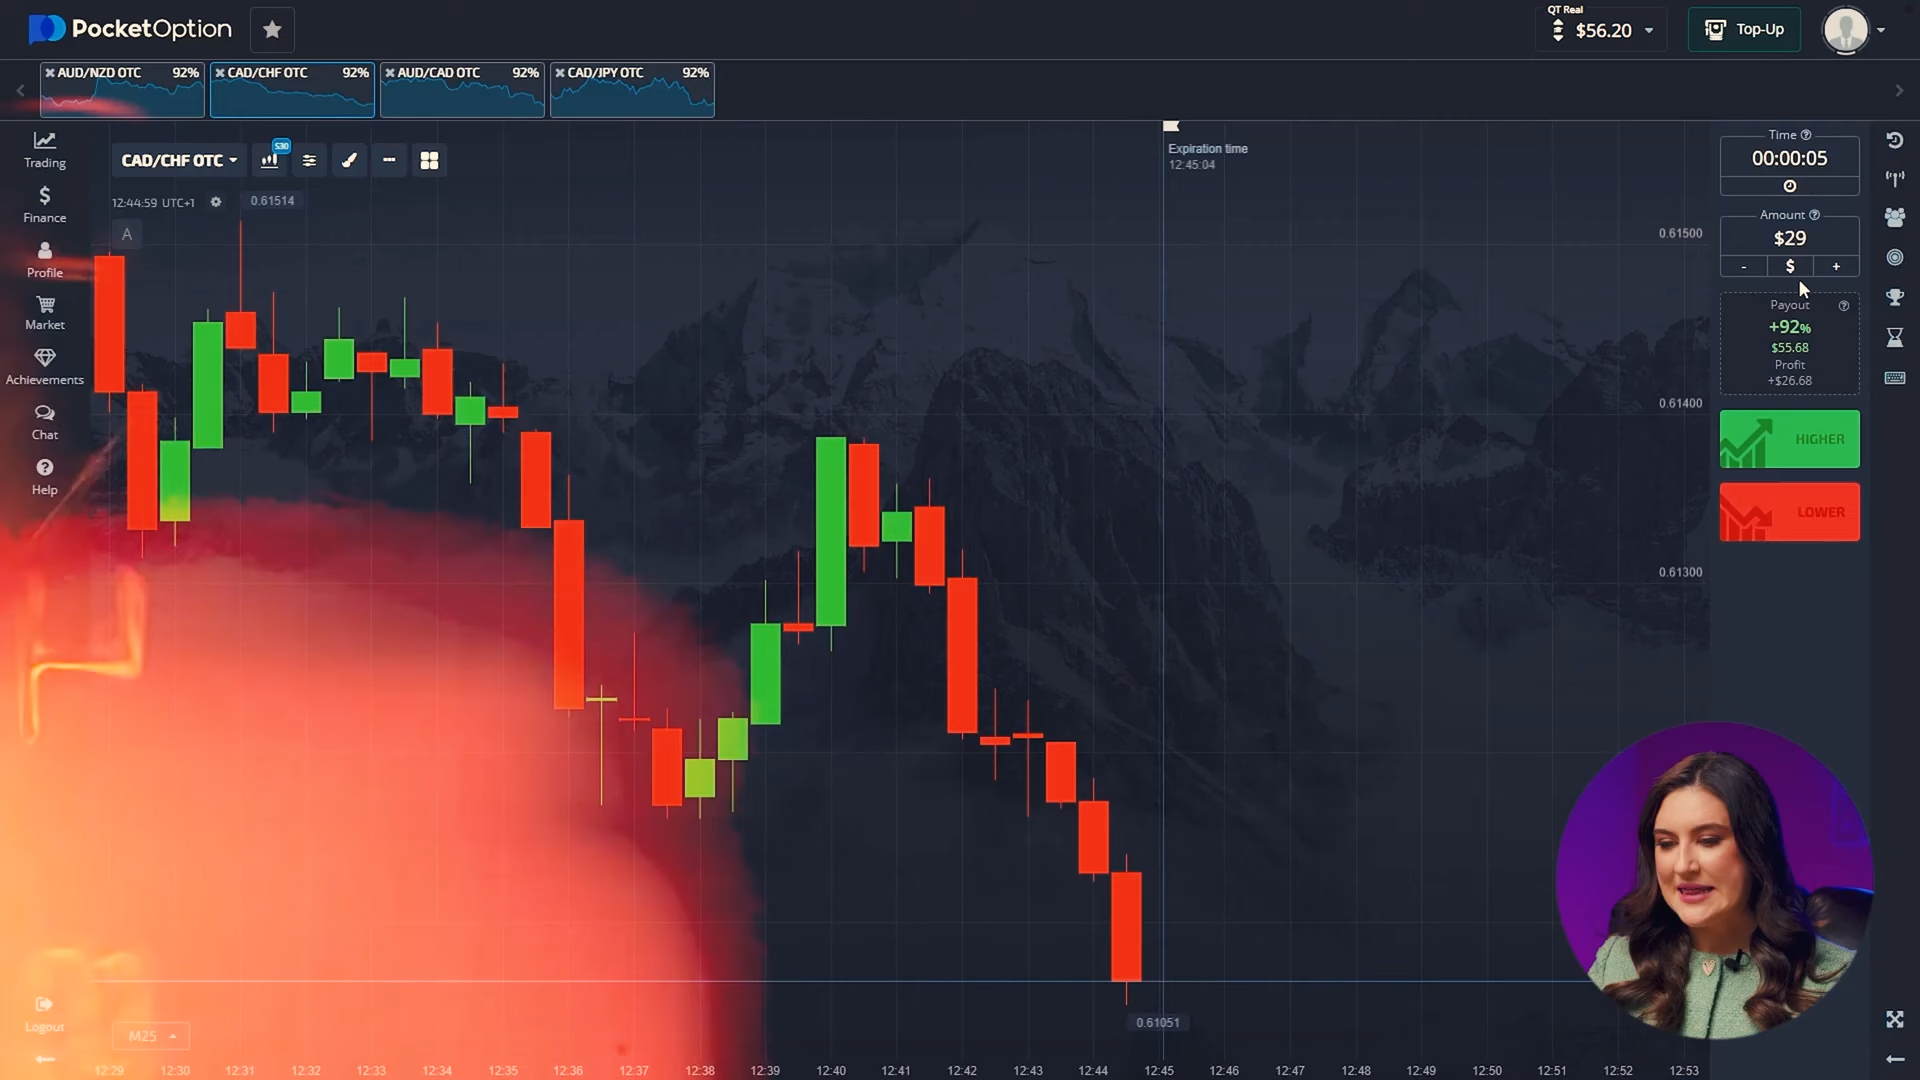 PocketOption
QT Real
$56.20
Top-Up
AUD/NZD OTC 92%
CAD/CHF OTC 92%
AUD/CAD OTC 92%
CAD/JPY OTC 92%
Trading
Finance
Profile
Market
Achievements
Chat
Help
Logout
CAD/CHF OTC
S30
12:44:59 UTC+1
0.61514
A
Expiration time
12:45:04
0.61500
0.61400
0.61300
0.61051
M25
12:29 12:30 12:31 12:32 12:33 12:34 12:35 12:36 12:37 12:38 12:39 12:40 12:41 12:42 12:43 12:44 12:45 12:46 12:47 12:48 12:49 12:50 12:51 12:52 12:53
Time
00:00:05
Amount
$29
- $ +
Payout
+92%
$55.68
Profit
+$26.68
HIGHER
LOWER